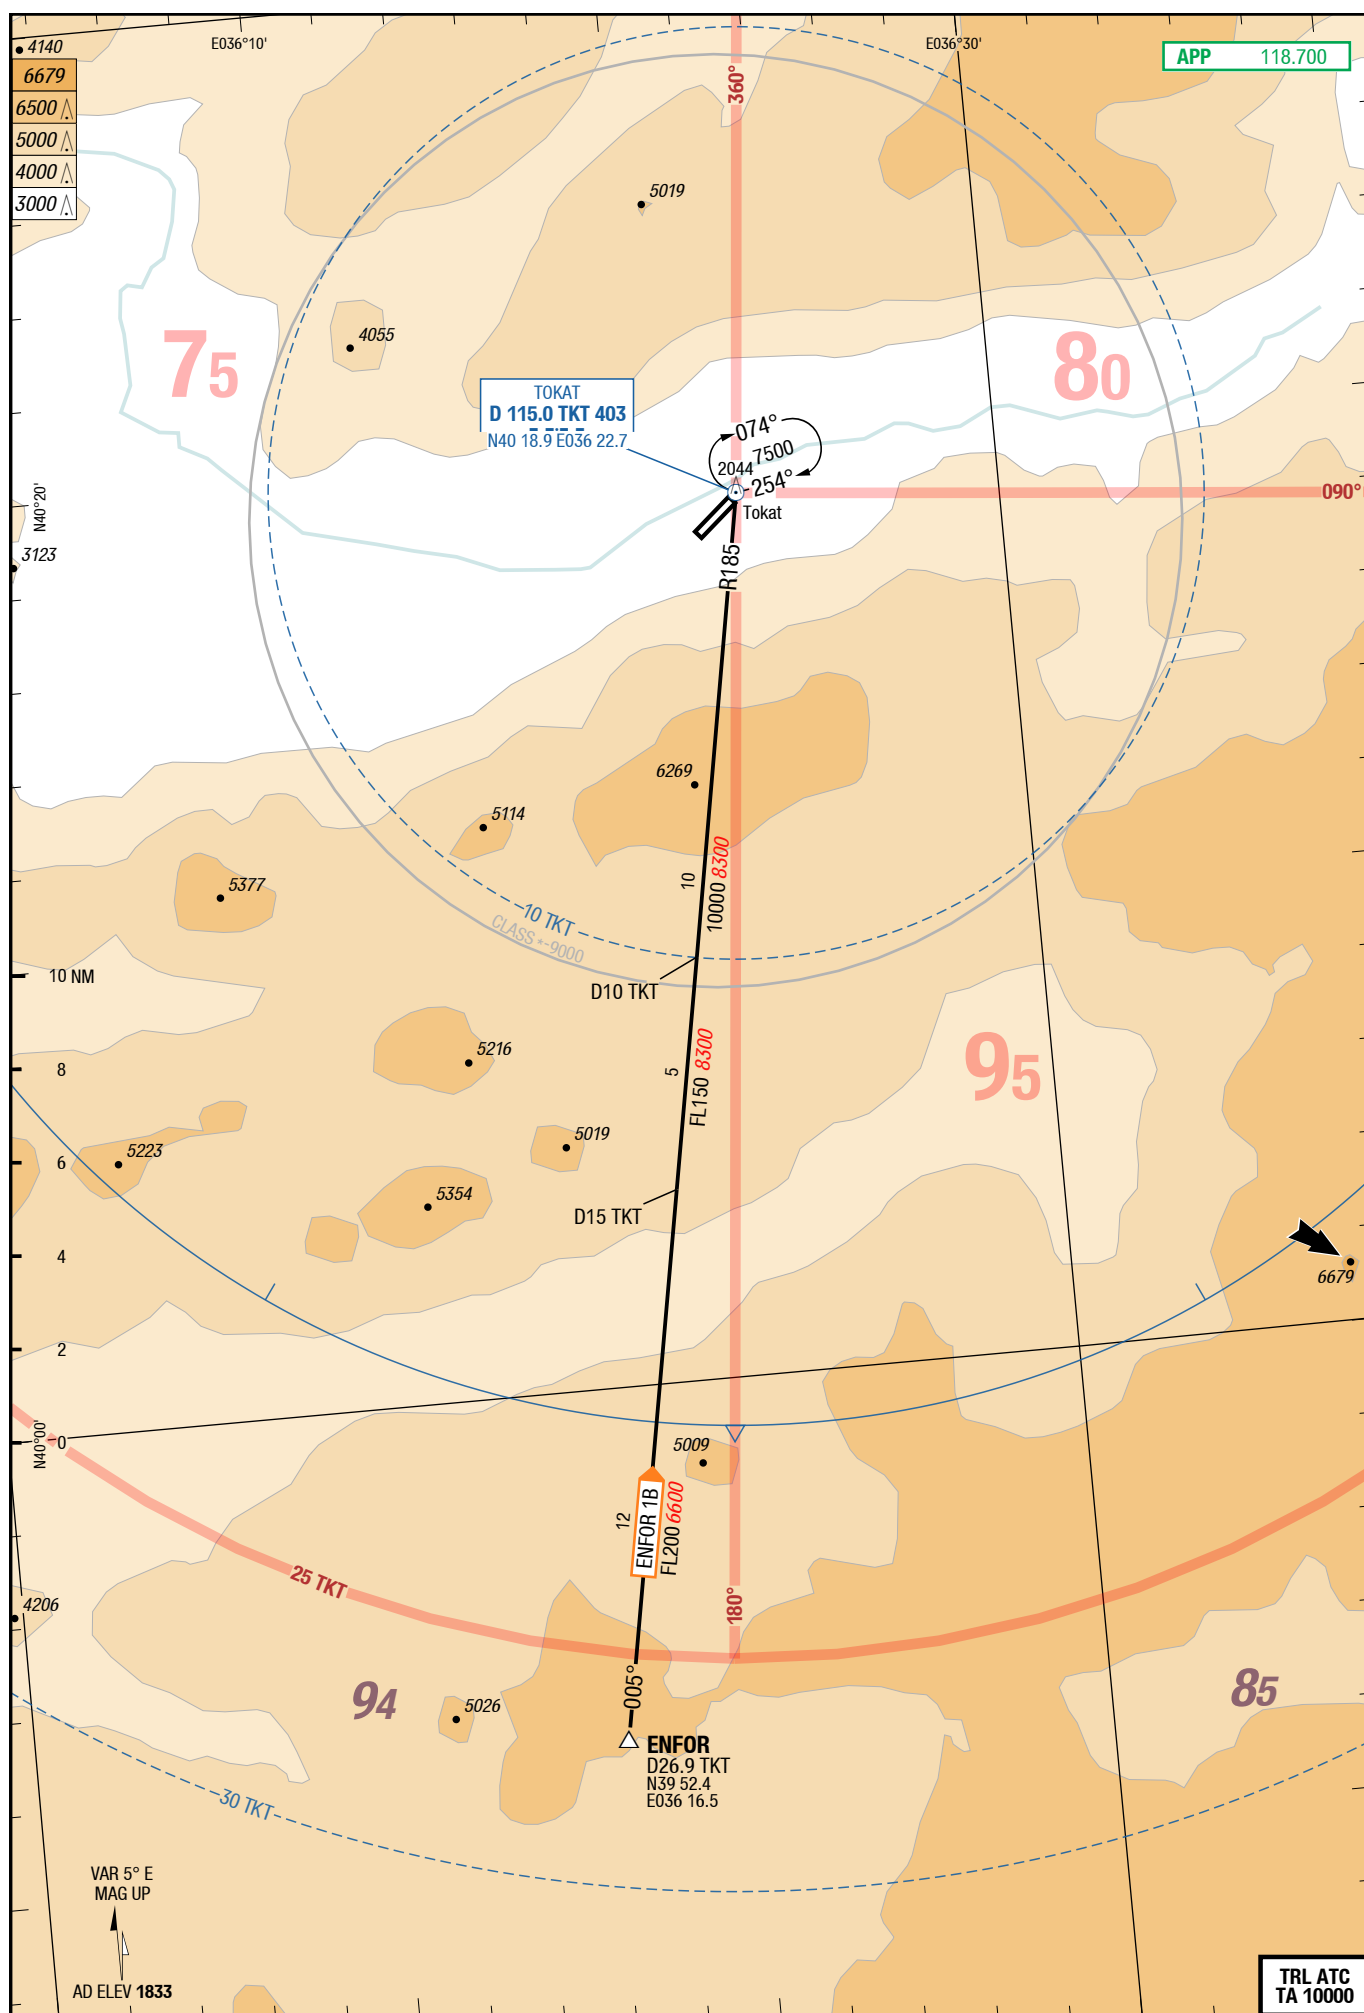 4140
E036°10'
E036°30'
APP 118.700
6679
6500
5000
4000
3000
360°
5019
4055
75
80
TOKAT
D 115.0 TKT 403
N40 18.9 E036 22.7
074°
7500
2044
254°
Tokat
090°
N40°20'
3123
R185
6269
5114
8300
10000
10
5377
10 TKT
CLASS *-9000
10 NM
D10 TKT
95
5216
8300
FL150
5
8
5019
5223
6
5354
D15 TKT
4
6679
2
N40°00'
0
5009
ENFOR 1B
12
FL200 6600
25 TKT
180°
4206
005°
94
85
5026
ENFOR
D26.9 TKT
N39 52.4
E036 16.5
30 TKT
VAR 5° E
MAG UP
AD ELEV 1833
TRL ATC
TA 10000